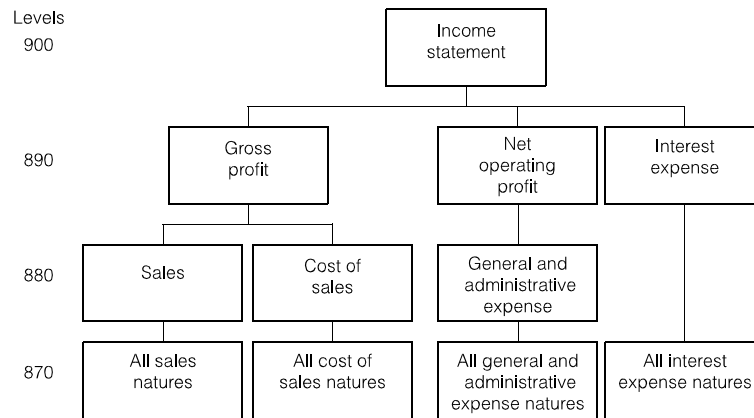 Levels
900
Income
statement
890
Gross
profit
Net
operating
profit
Interest
expense
880
Sales
Cost of
sales
General and
administrative
expense
870
All sales
natures
All cost of
sales natures
All general and
administrative
expense natures
All interest
expense natures